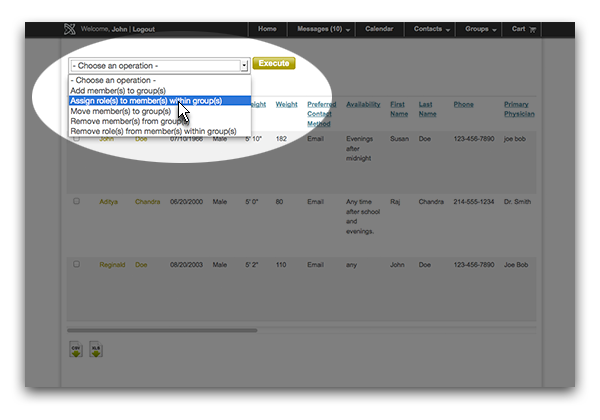 Welcome, John | Logout Home Messages (10) Calendar Contacts Groups Cart
- Choose an operation - Execute
- Choose an operation -
Add member(s) to group(s)
Assign role(s) to member(s) within group(s)
Move member(s) to group(s)
Remove member(s) from group(s)
Remove role(s) from member(s) within group(s)
Weight Preferred Contact Method Availability First Name Last Name Phone Primary Physician
John Doe 07/10/1966 Male 5' 10" 182 Email Evenings after midnight Susan Doe 123-456-7890 joe bob
Aditya Chandra 06/20/2000 Male 5' 0" 80 Email Any time after school and evenings. Raj Chandra 214-555-1234 Dr. Smith
Reginald Doe 08/20/2003 Male 5' 2" 110 Email any John Doe 123-456-7890 Joe Bob
CSV XLS